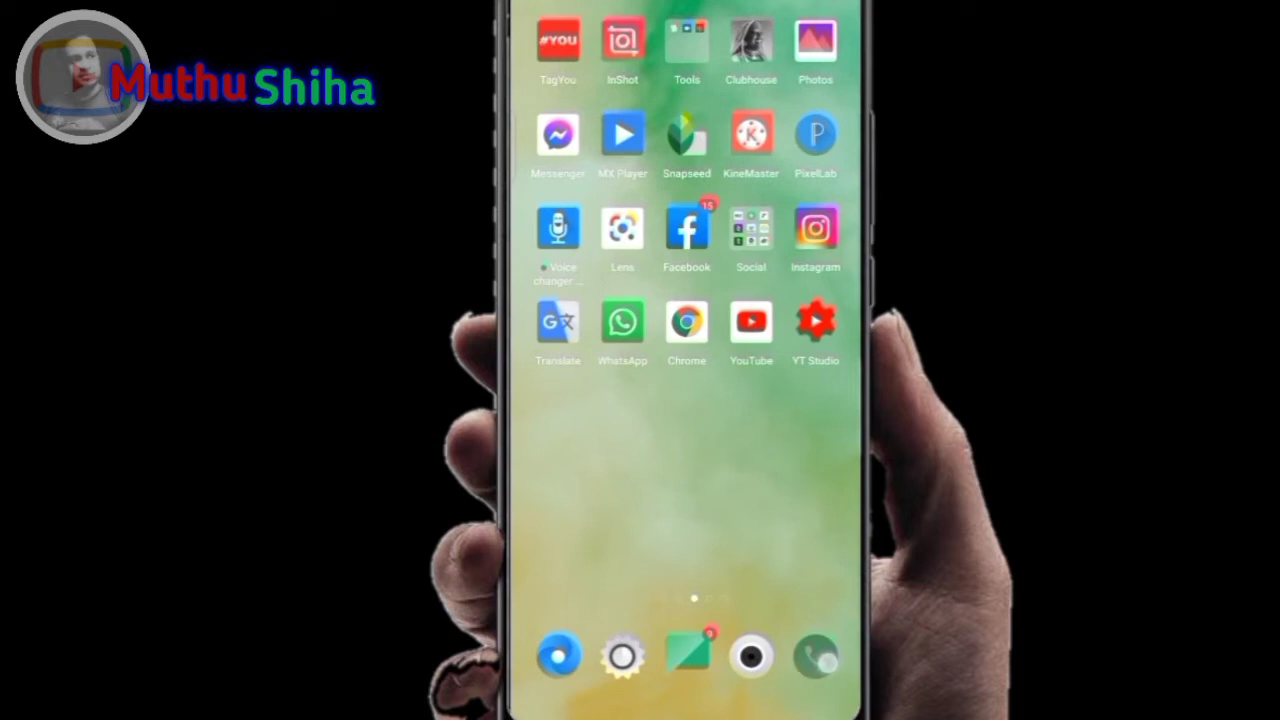 Muthu Shiha
#YOU
TagYou InShot Tools Clubhouse Photos
K P
Messenger MX Player Snapseed KineMaster PixelLab
15
Voice changer... Lens Facebook Social Instagram
G
Translate WhatsApp Chrome YouTube YT Studio
9